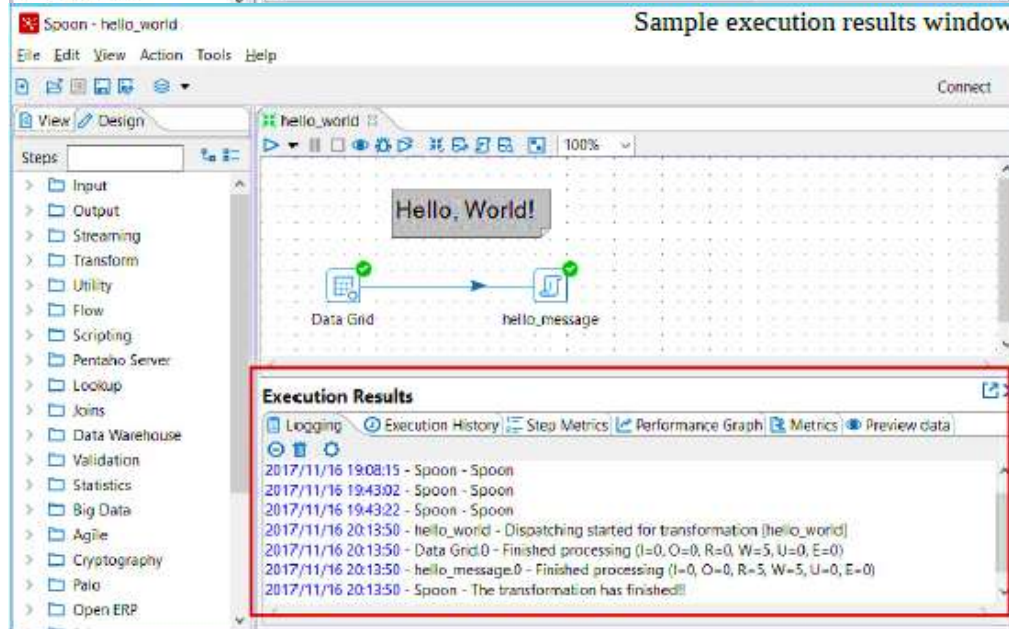 Spoon - hello_world
Sample execution results window
File Edit View Action Tools Help
Connect
View Design
hello_world
Steps
100%
Input
Output
Streaming
Transform
Utility
Flow
Scripting
Pentaho Server
Lookup
Joins
Data Warehouse
Validation
Statistics
Big Data
Agile
Cryptography
Palo
Open ERP
Hello, World!
Data Grid hello_message
Execution Results
Logging Execution History Step Metrics Performance Graph Metrics Preview data
2017/11/16 19:08:15 - Spoon - Spoon
2017/11/16 19:43:02 - Spoon - Spoon
2017/11/16 19:43:22 - Spoon - Spoon
2017/11/16 20:13:50 - hello_world - Dispatching started for transformation [hello_world]
2017/11/16 20:13:50 - Data Grid.0 - Finished processing (I=0, O=0, R=0, W=5, U=0, E=0)
2017/11/16 20:13:50 - hello_message.0 - Finished processing (I=0, O=0, R=5, W=5, U=0, E=0)
2017/11/16 20:13:50 - Spoon - The transformation has finished!!